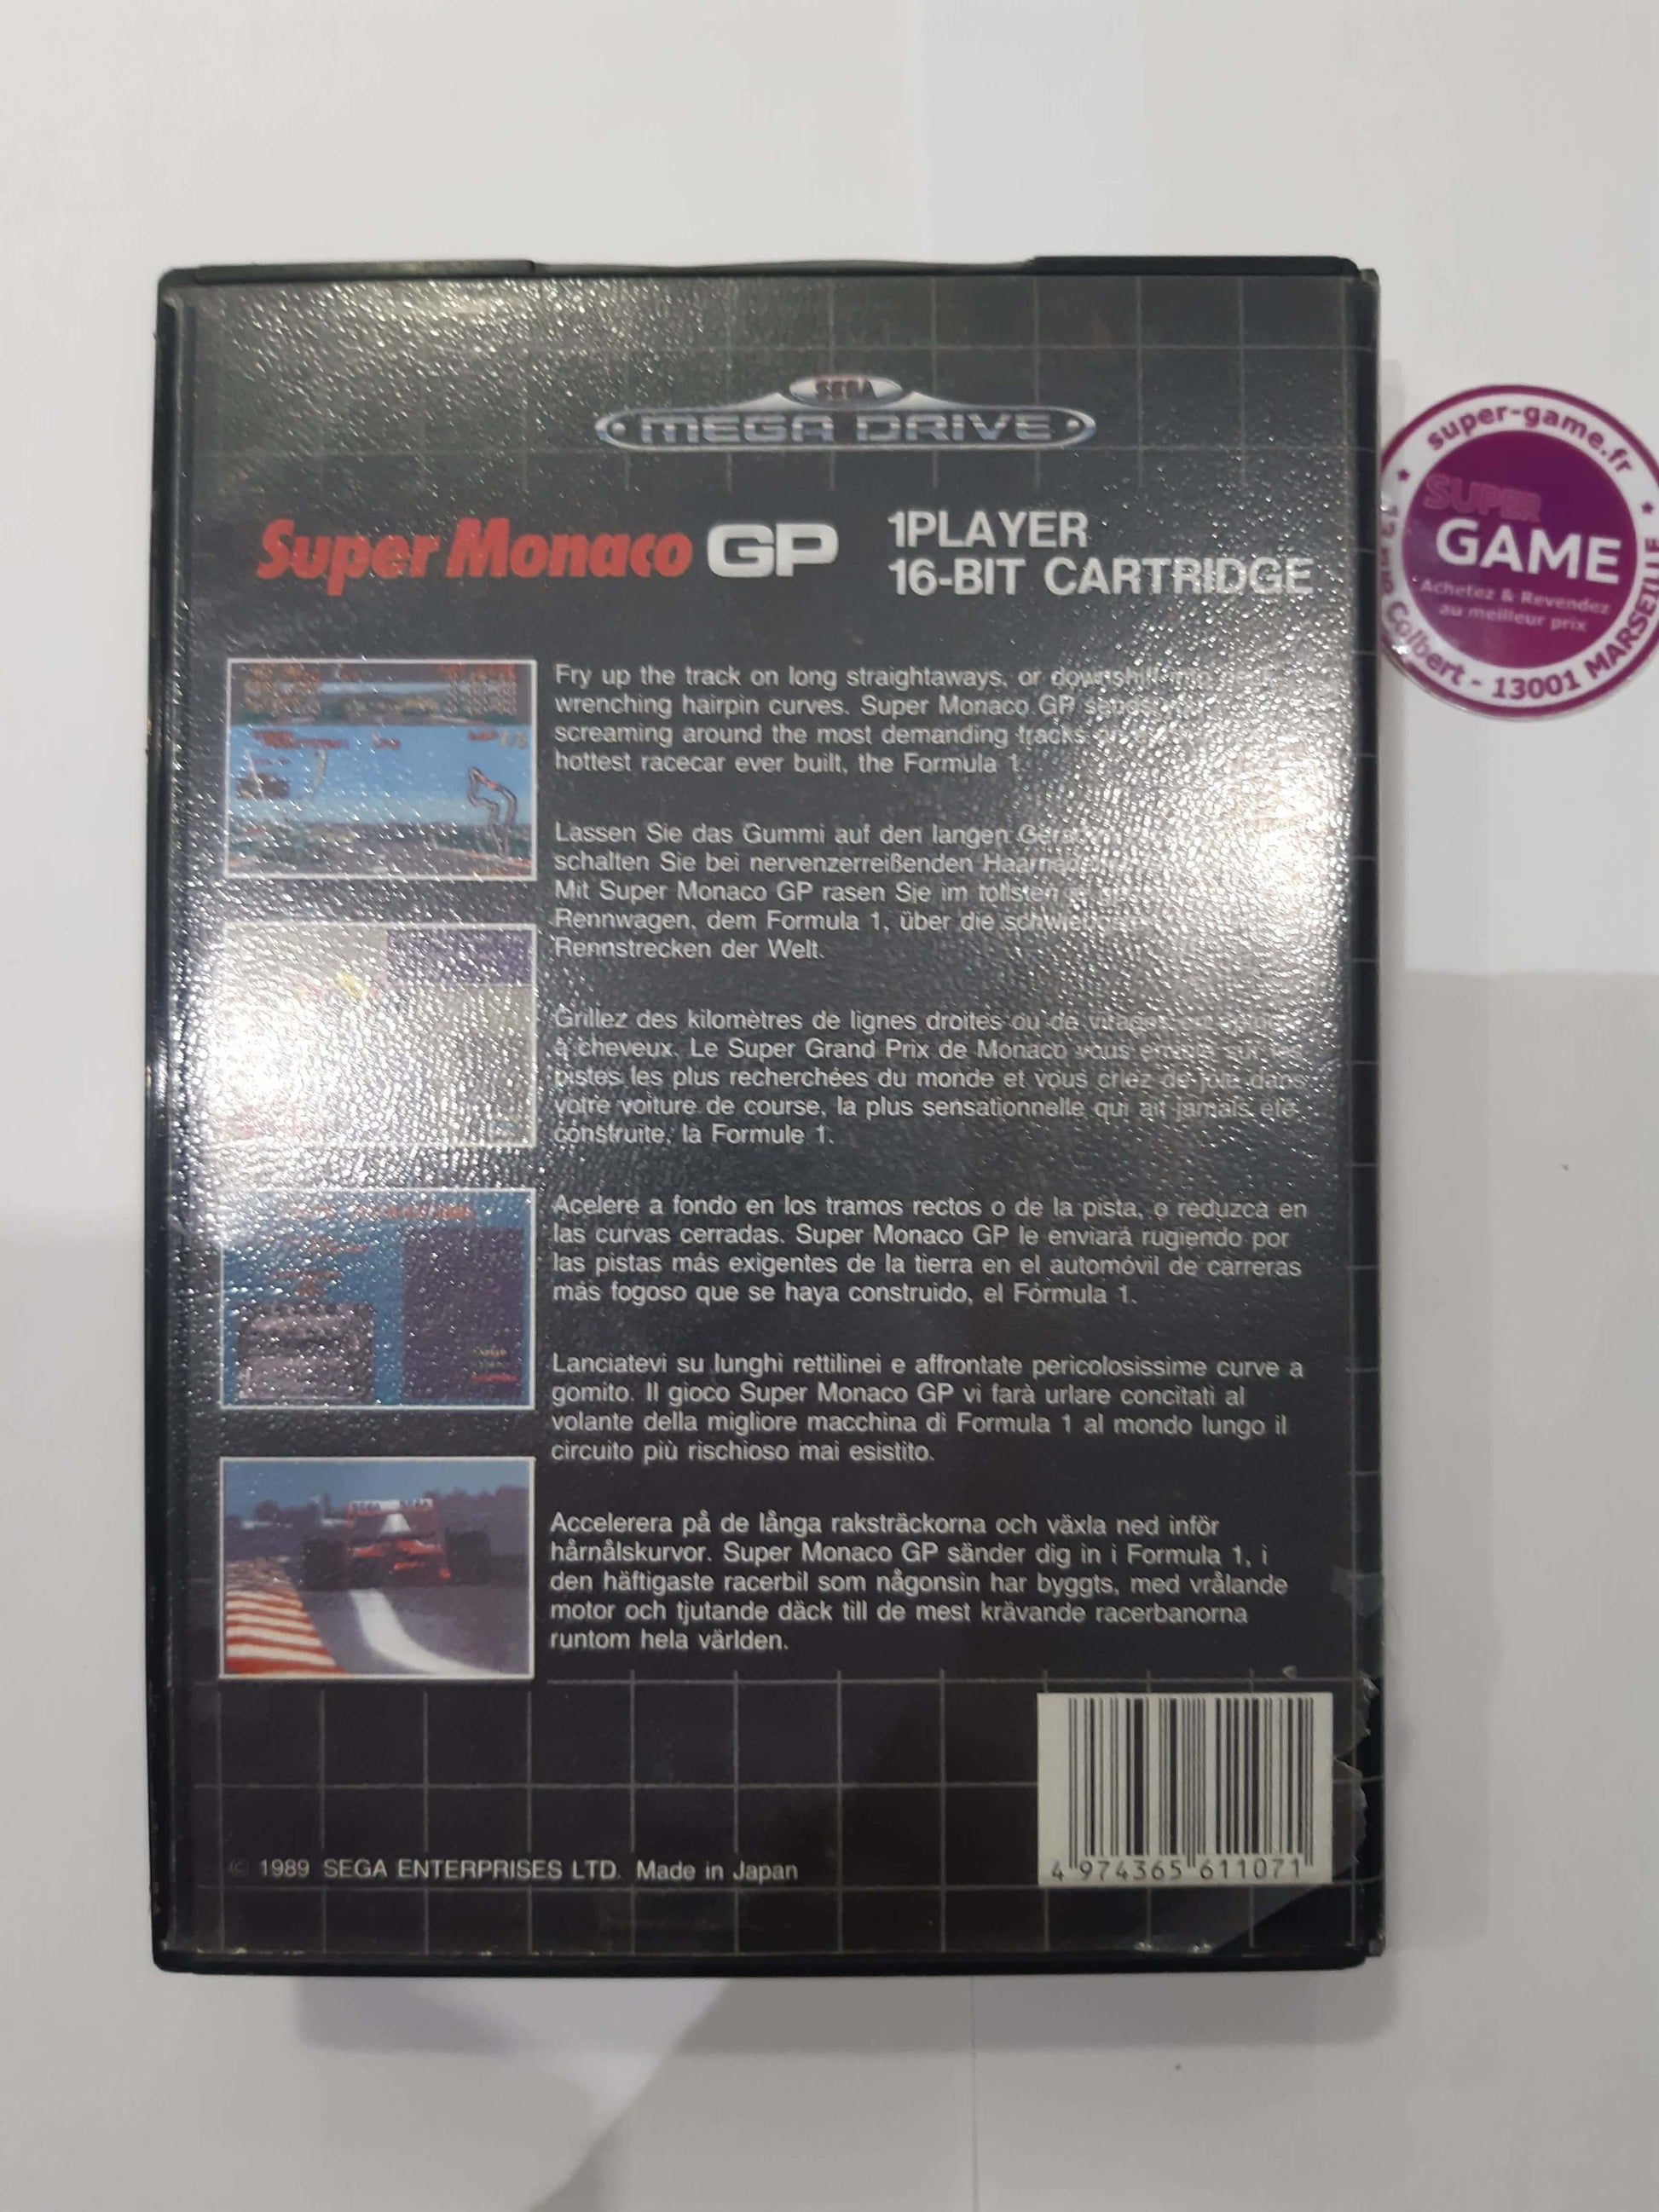 SEGA
MEGA DRIVE
Super Monaco GP
1PLAYER
16-BIT CARTRIDGE
Fry up the track on long straightaways, or
wrenching hairpin curves. Super Monaco GP sends
screaming around the most demanding tracks
hottest racecar ever built, the Formula 1
Lassen Sie das Gummi auf den langen
schalten Sie bei nervenzerreißenden
Mit Super Monaco GP rasen Sie im tollsten
Rennwagen, dem Formula 1, über die
Rennstrecken der Welt.
Grillez des kilomètres de lignes droites ou de virages
à cheveux. Le Super Grand Prix de Monaco vous envoie sur les
pistes les plus recherchées du monde et vous criez de joie dans
votre voiture de course, la plus sensationnelle qui ait jamais été
construite, la Formule 1.
Acelere a fondo en los tramos rectos o de la pista, o reduzca en
las curvas cerradas. Super Monaco GP le enviará rugiendo por
las pistas más exigentes de la tierra en el automóvil de carreras
más fogoso que se haya construido, el Fórmula 1.
Lanciatevi su lunghi rettilinei e affrontate pericolosissime curve a
gomito. Il gioco Super Monaco GP vi farà urlare concitati al
volante della migliore macchina di Formula 1 al mondo lungo il
circuito più rischioso mai esistito.
Accelerera på de långa raksträckorna och växla ned inför
hårnålskurvor. Super Monaco GP sänder dig in i Formula 1, i
den häftigaste racerbil som någonsin har byggts, med vrålande
motor och tjutande däck till de mest krävande racerbanorna
runtom hela världen.
© 1989 SEGA ENTERPRISES LTD. Made in Japan
4 974365 611071
super-game.fr
SUPER
GAME
Achetez & Revendez
au meilleur prix
Colbert - 13001 MARSEILLE